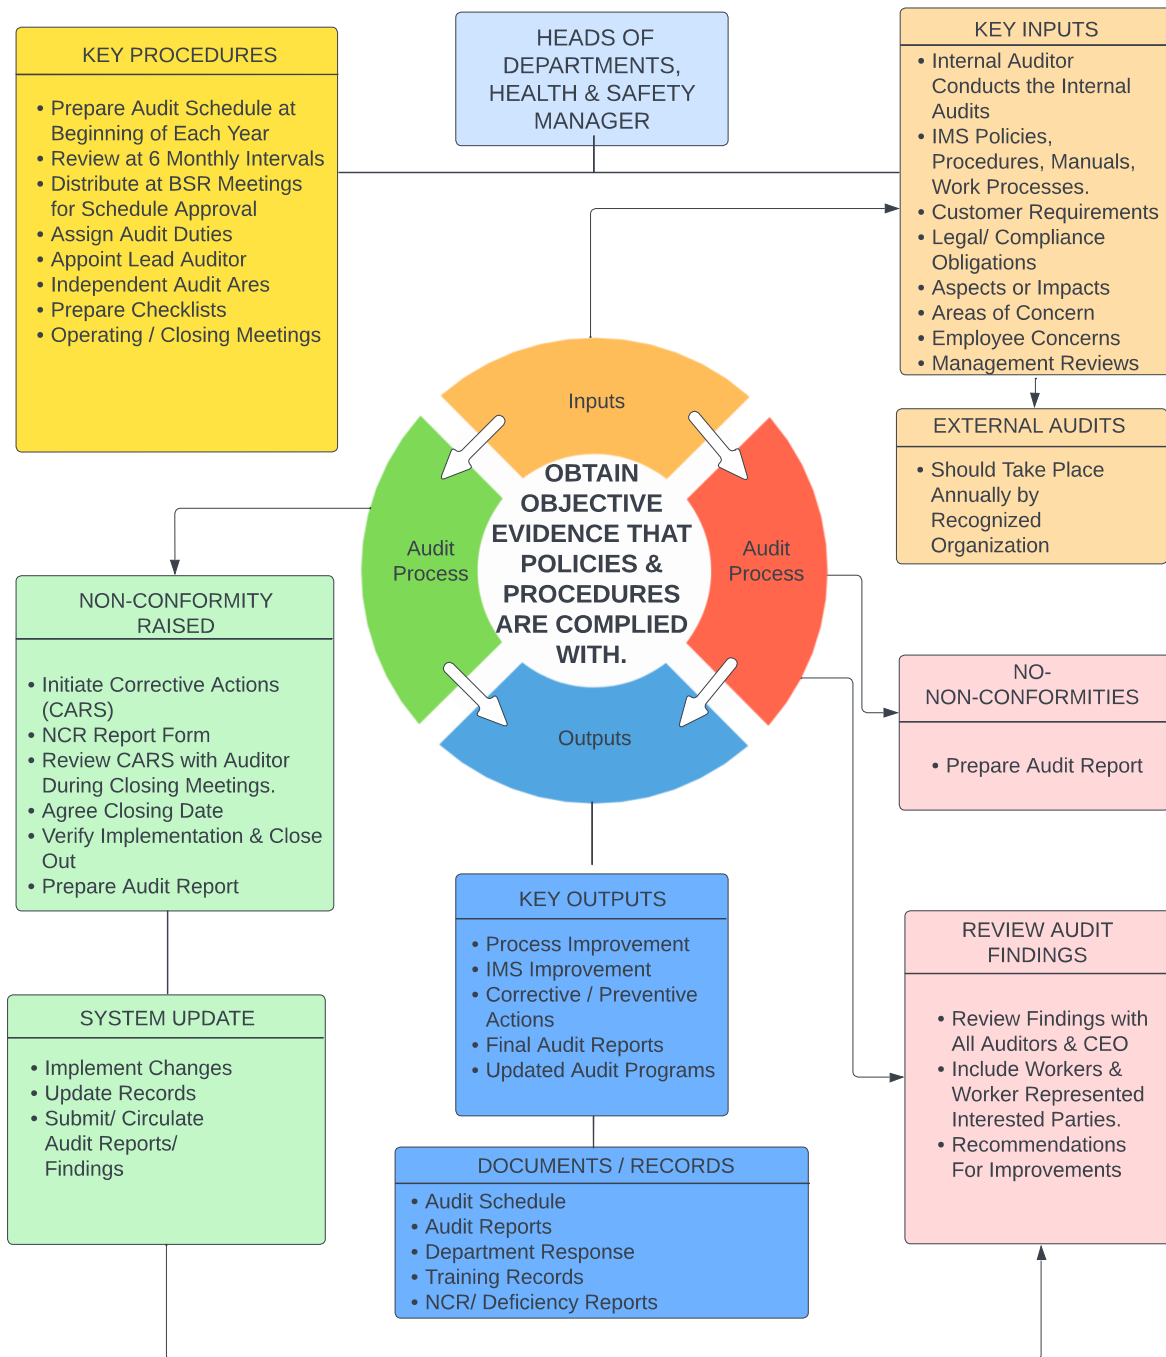 KEY PROCEDURES
• Prepare Audit Schedule at
Beginning of Each Year
• Review at 6 Monthly Intervals
• Distribute at BSR Meetings
for Schedule Approval
• Assign Audit Duties
• Appoint Lead Auditor
• Independent Audit Ares
• Prepare Checklists
• Operating / Closing Meetings
HEADS OF
DEPARTMENTS,
HEALTH & SAFETY
MANAGER
KEY INPUTS
• Internal Auditor
Conducts the Internal
Audits
• IMS Policies,
Procedures, Manuals,
Work Processes.
• Customer Requirements
• Legal/ Compliance
Obligations
• Aspects or Impacts
• Areas of Concern
• Employee Concerns
• Management Reviews
EXTERNAL AUDITS
• Should Take Place
Annually by
Recognized
Organization
Inputs
Audit
Process
OBTAIN
OBJECTIVE
EVIDENCE THAT
POLICIES &
PROCEDURES
ARE COMPLIED
WITH.
Audit
Process
Outputs
NON-CONFORMITY
RAISED
• Initiate Corrective Actions
(CARS)
• NCR Report Form
• Review CARS with Auditor
During Closing Meetings.
• Agree Closing Date
• Verify Implementation & Close
Out
• Prepare Audit Report
NO-
NON-CONFORMITIES
• Prepare Audit Report
KEY OUTPUTS
• Process Improvement
• IMS Improvement
• Corrective / Preventive
Actions
• Final Audit Reports
• Updated Audit Programs
REVIEW AUDIT
FINDINGS
• Review Findings with
All Auditors & CEO
• Include Workers &
Worker Represented
Interested Parties.
• Recommendations
For Improvements
SYSTEM UPDATE
• Implement Changes
• Update Records
• Submit/ Circulate
Audit Reports/
Findings
DOCUMENTS / RECORDS
• Audit Schedule
• Audit Reports
• Department Response
• Training Records
• NCR/ Deficiency Reports